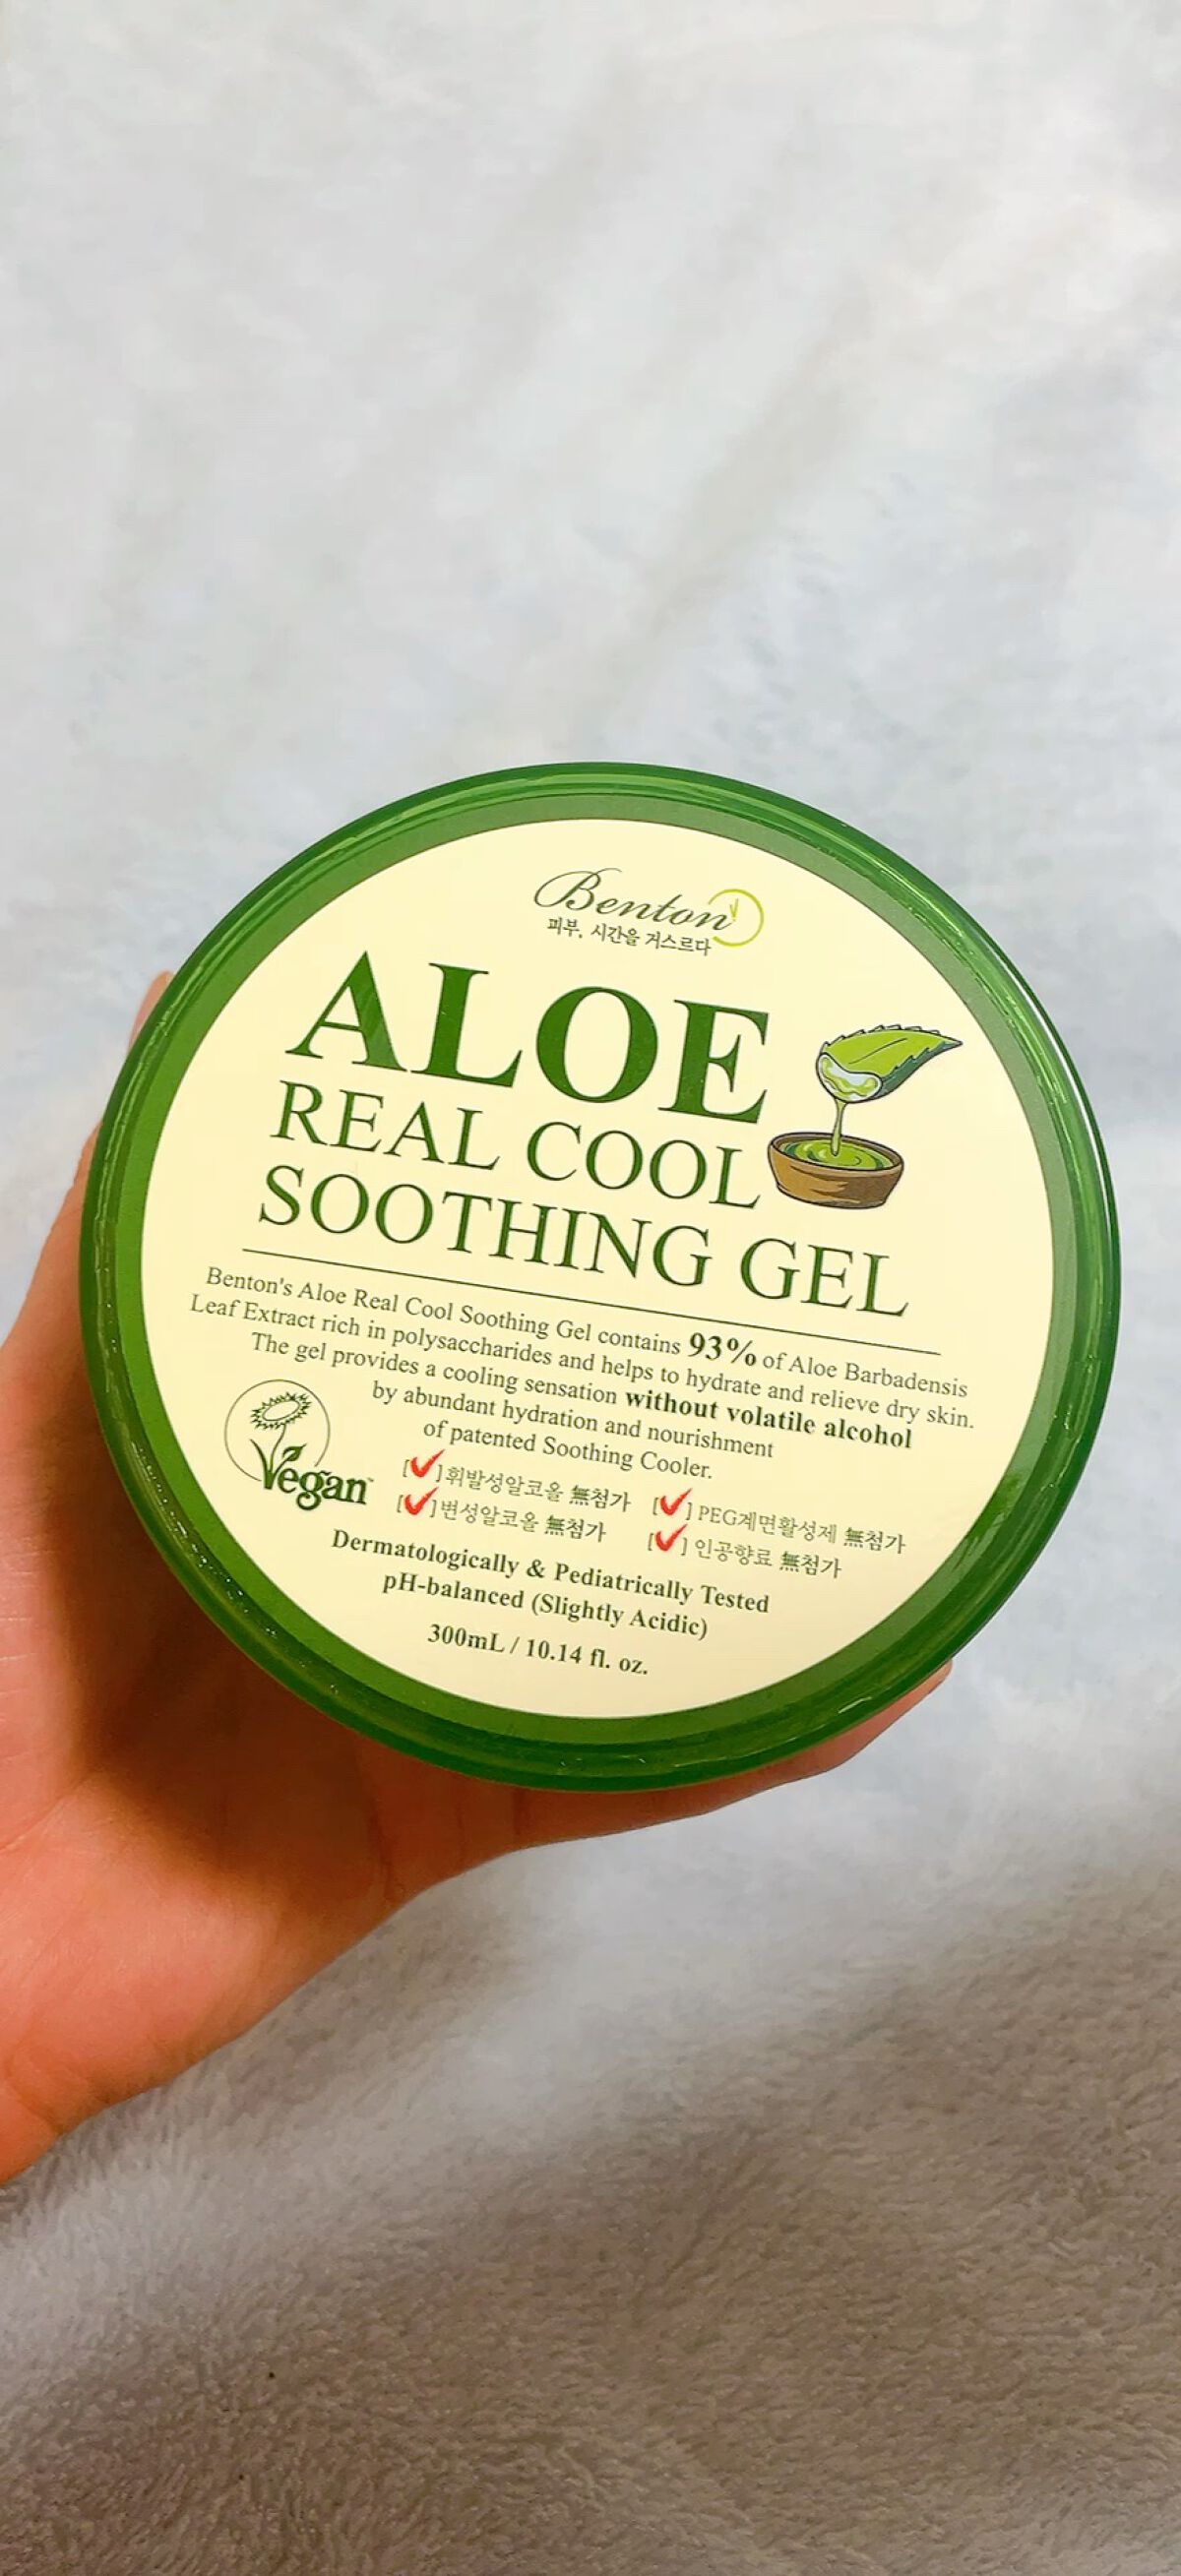 Benton
피부, 시간을 거스르다
ALOE
REAL COOL
SOOTHING GEL
Benton's Aloe Real Cool Soothing Gel contains 93% of Aloe Barbadensis
Leaf Extract rich in polysaccharides and helps to hydrate and relieve dry skin.
The gel provides a cooling sensation without volatile alcohol
by abundant hydration and nourishment
of patented Soothing Cooler.
Vegan™
[✓] 휘발성알코올 無첨가 [✓] PEG계면활성제 無첨가
[✓] 변성알코올 無첨가 [✓] 인공향료 無첨가
Dermatologically & Pediatrically Tested
pH-balanced (Slightly Acidic)
300mL / 10.14 fl. oz.